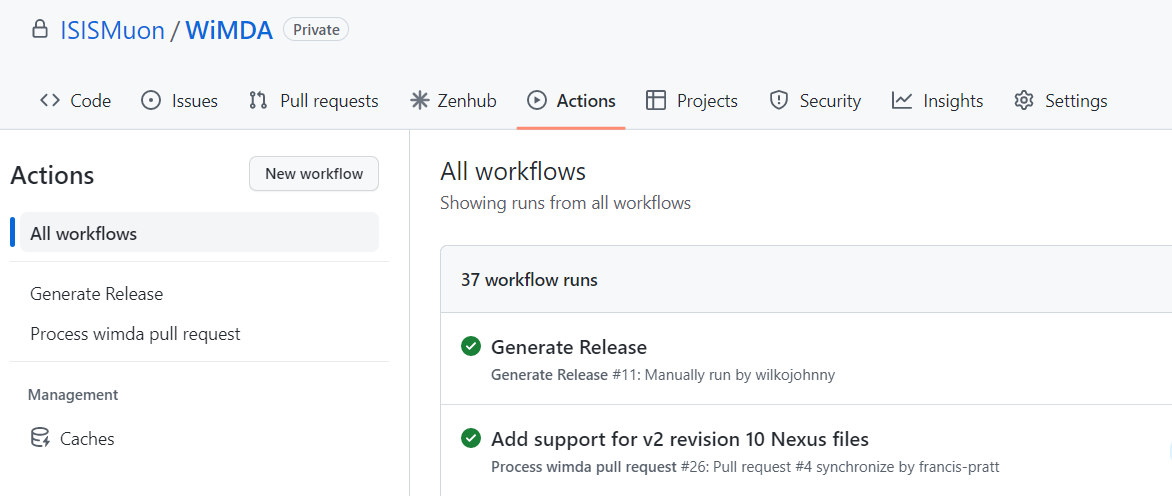 ISISMuon / WiMDA Private
Code Issues Pull requests Zenhub Actions Projects Security Insights Settings
Actions
New workflow
All workflows
Generate Release
Process wimda pull request
Management
Caches
All workflows
Showing runs from all workflows
37 workflow runs
Generate Release
Generate Release #11: Manually run by wilkojohnny
Add support for v2 revision 10 Nexus files
Process wimda pull request #26: Pull request #4 synchronize by francis-pratt